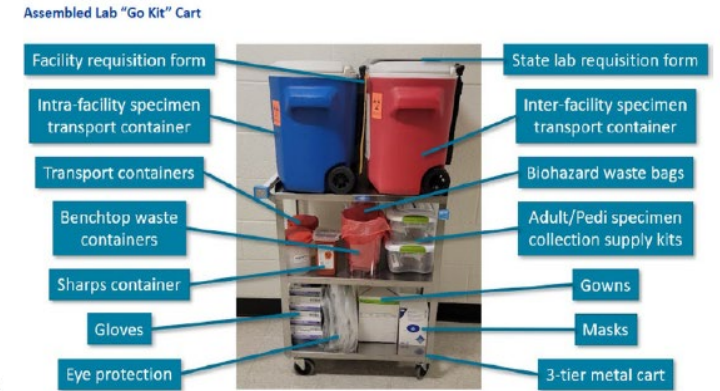 Assembled Lab “Go Kit” Cart
Facility requisition form
State lab requisition form
Intra-facility specimen
transport container
Inter-facility specimen
transport container
Transport containers
Biohazard waste bags
Benchtop waste
containers
Adult/Pedi specimen
collection supply kits
Sharps container
Gowns
Gloves
Masks
Eye protection
3-tier metal cart